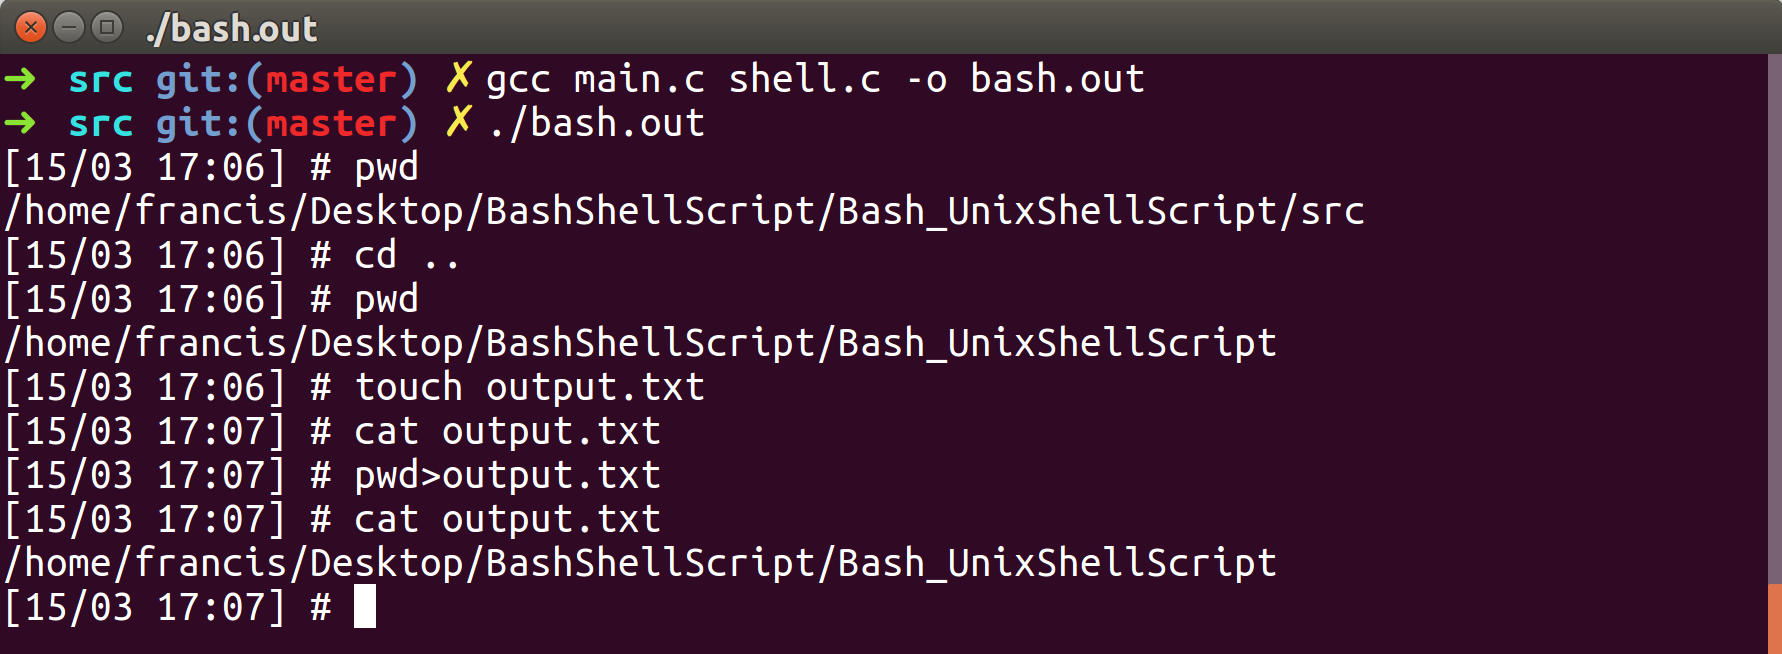 ./bash.out
➜  src git:(master) ✗ gcc main.c shell.c -o bash.out
➜  src git:(master) ✗ ./bash.out
[15/03 17:06] # pwd
/home/francis/Desktop/BashShellScript/Bash_UnixShellScript/src
[15/03 17:06] # cd ..
[15/03 17:06] # pwd
/home/francis/Desktop/BashShellScript/Bash_UnixShellScript
[15/03 17:06] # touch output.txt
[15/03 17:07] # cat output.txt
[15/03 17:07] # pwd>output.txt
[15/03 17:07] # cat output.txt
/home/francis/Desktop/BashShellScript/Bash_UnixShellScript
[15/03 17:07] #